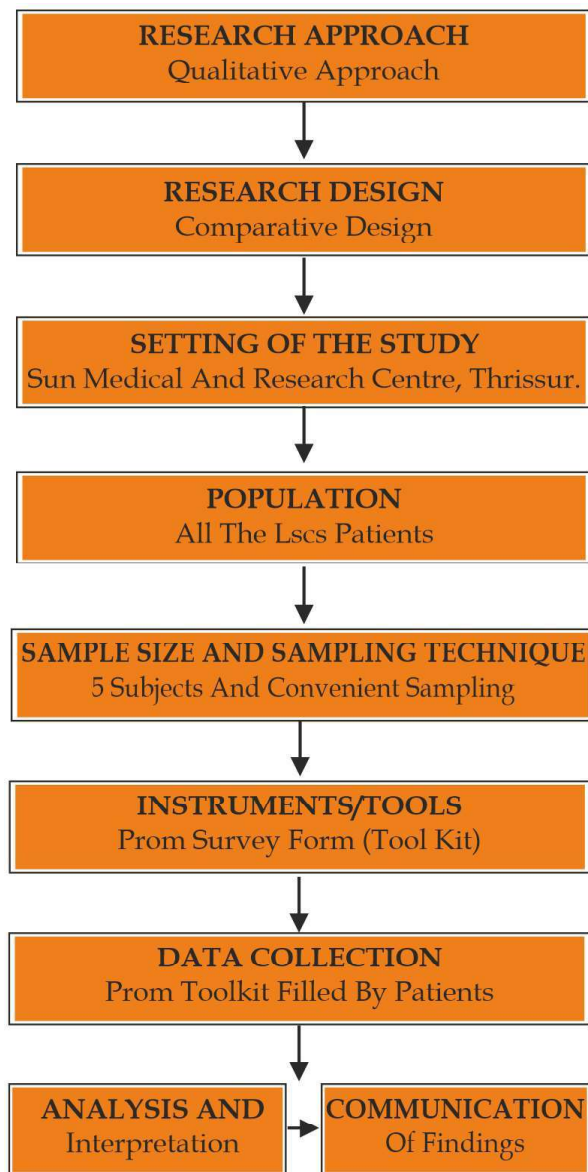 RESEARCH APPROACH
Qualitative Approach
RESEARCH DESIGN
Comparative Design
SETTING OF THE STUDY
Sun Medical And Research Centre, Thrissur.
POPULATION
All The Lscs Patients
SAMPLE SIZE AND SAMPLING TECHNIQUE
5 Subjects And Convenient Sampling
INSTRUMENTS/TOOLS
Prom Survey Form (Tool Kit)
DATA COLLECTION
Prom Toolkit Filled By Patients
ANALYSIS AND
Interpretation
COMMUNICATION
Of Findings